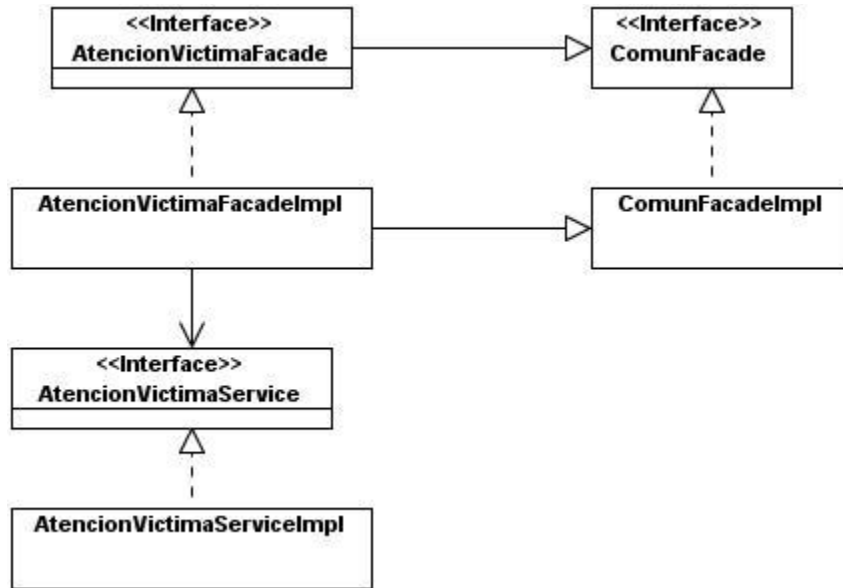 <<Interface>>
AtencionVictimaFacade
<<Interface>>
ComunFacade
AtencionVictimaFacadeImpl
ComunFacadeImpl
<<Interface>>
AtencionVictimaService
AtencionVictimaServiceImpl